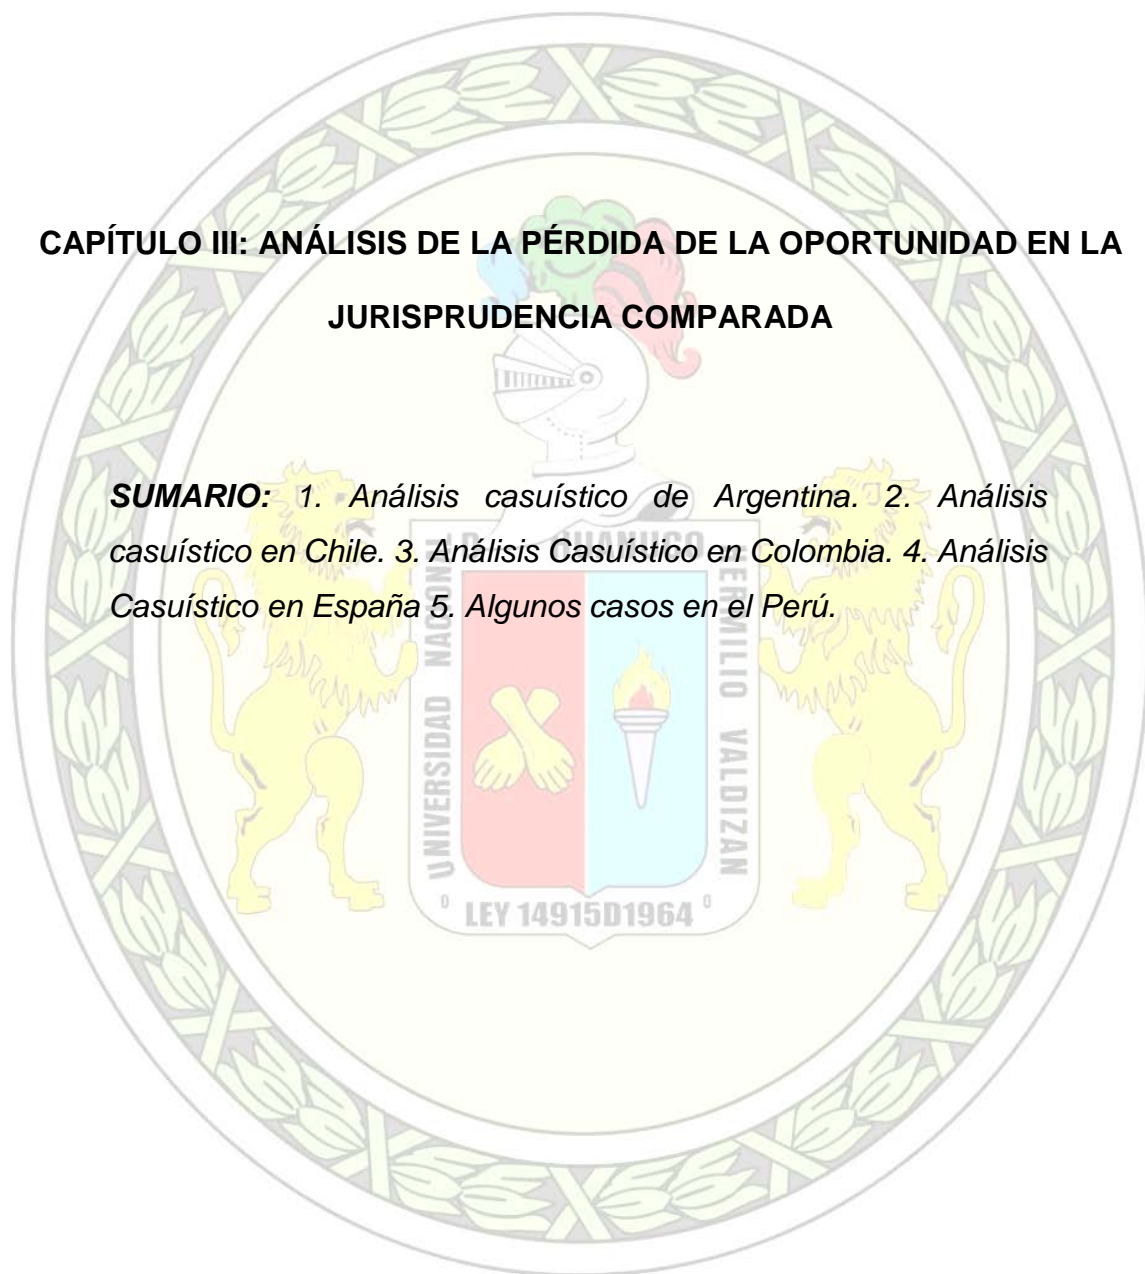 CAPÍTULO III: ANÁLISIS DE LA PÉRDIDA DE LA OPORTUNIDAD EN LA
JURISPRUDENCIA COMPARADA
SUMARIO: 1. Análisis casuístico de Argentina. 2. Análisis
casuístico en Chile. 3. Análisis Casuístico en Colombia. 4. Análisis
Casuístico en España 5. Algunos casos en el Perú.
UNIVERSIDAD NACIONAL
HUANUCO
HERMILIO VALDIZAN
LEY 14915D1964